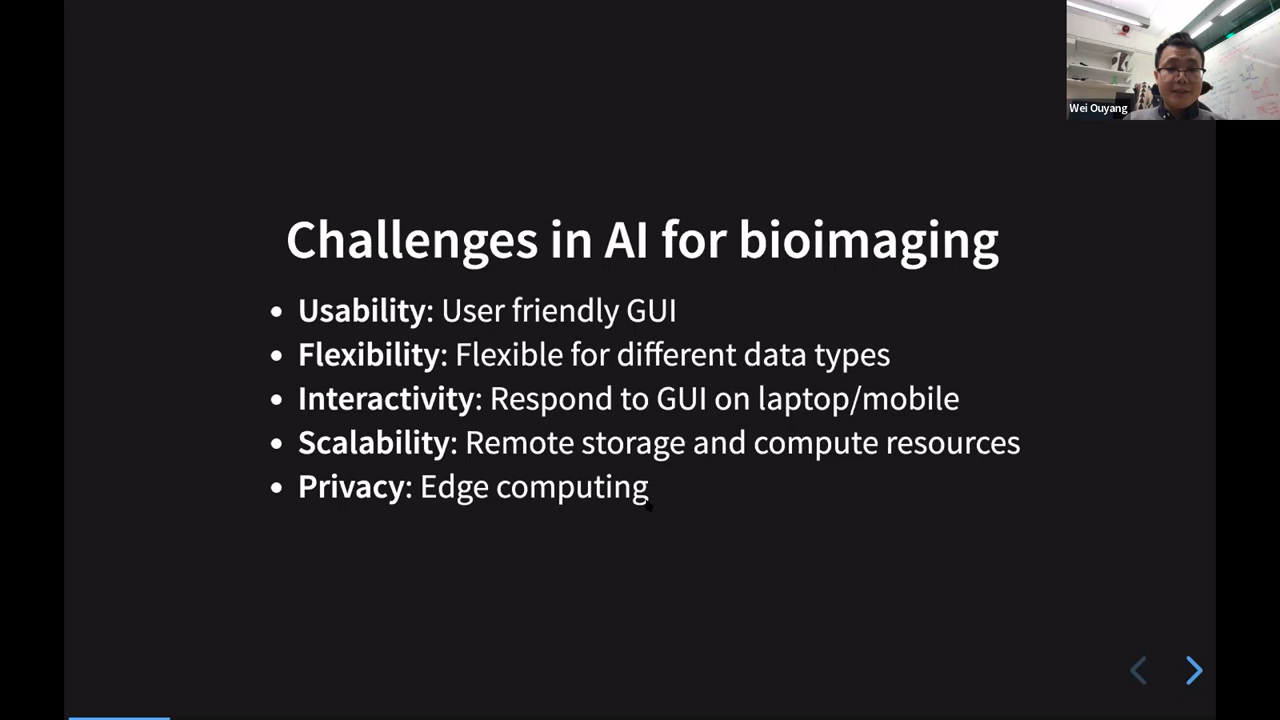 Wei Ouyang
Challenges in AI for bioimaging
• Usability: User friendly GUI
• Flexibility: Flexible for different data types
• Interactivity: Respond to GUI on laptop/mobile
• Scalability: Remote storage and compute resources
• Privacy: Edge computing